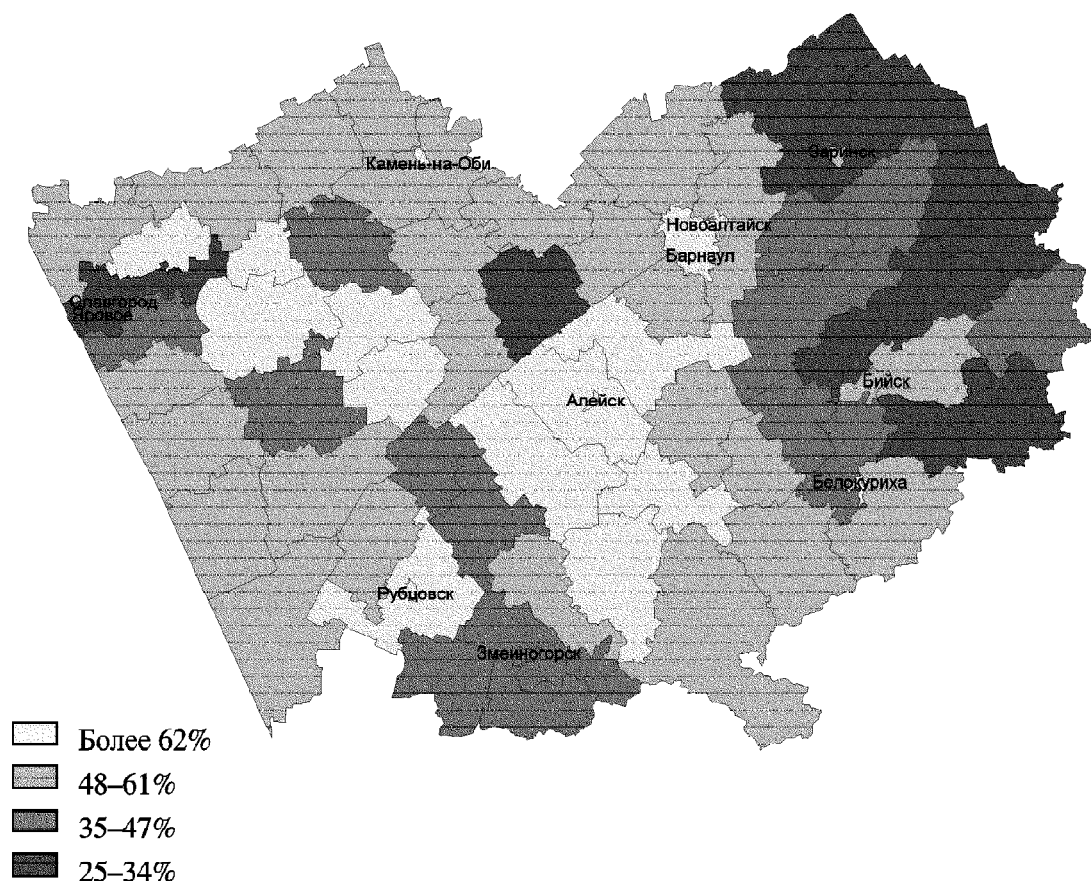 Заринск
Камень-на-Оби
Новоалтайск
Барнаул
Славгород
Яровое
Бийск
Алейск
Белокуриха
Рубцовск
Змеиногорск
Более 62%
48–61%
35–47%
25–34%